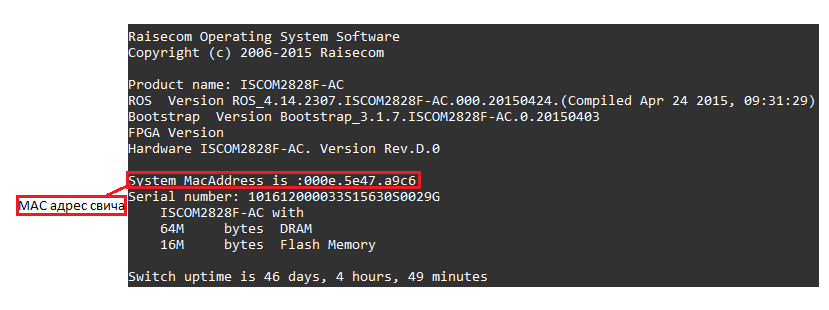 Raisecom Operating System Software
Copyright (c) 2006-2015 Raisecom
Product name: ISCOM2828F-AC
ROS  Version ROS_4.14.2307.ISCOM2828F-AC.000.20150424.(Compiled Apr 24 2015, 09:31:29)
Bootstrap  Version Bootstrap_3.1.7.ISCOM2828F-AC.0.20150403
FPGA Version
Hardware ISCOM2828F-AC. Version Rev.D.0
System MacAddress is :000e.5e47.a9c6
МАС адрес свича
Serial number: 101612000033S15630S0029G
ISCOM2828F-AC with
64M     bytes  DRAM
16M     bytes  Flash Memory
Switch uptime is 46 days, 4 hours, 49 minutes